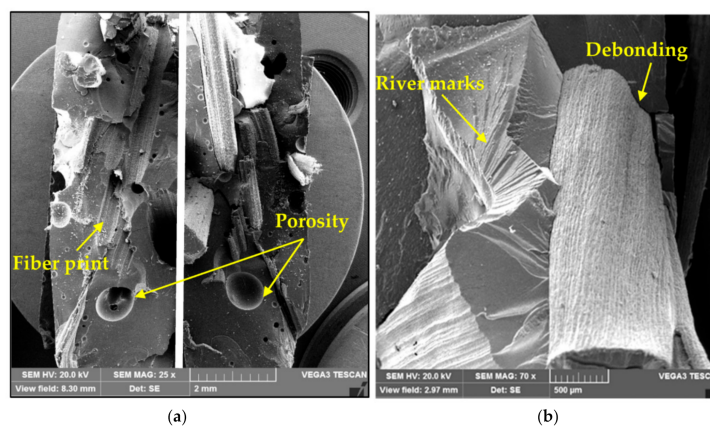 Fiber print
Porosity
SEM HV: 20.0 kV
SEM MAG: 25 x
VEGA3 TESCAN
View field: 8.30 mm
Det: SE
2 mm
(a)
River marks
Debonding
SEM HV: 20.0 kV
SEM MAG: 70 x
VEGA3 TESCAN
View field: 2.97 mm
Det: SE
500 µm
(b)